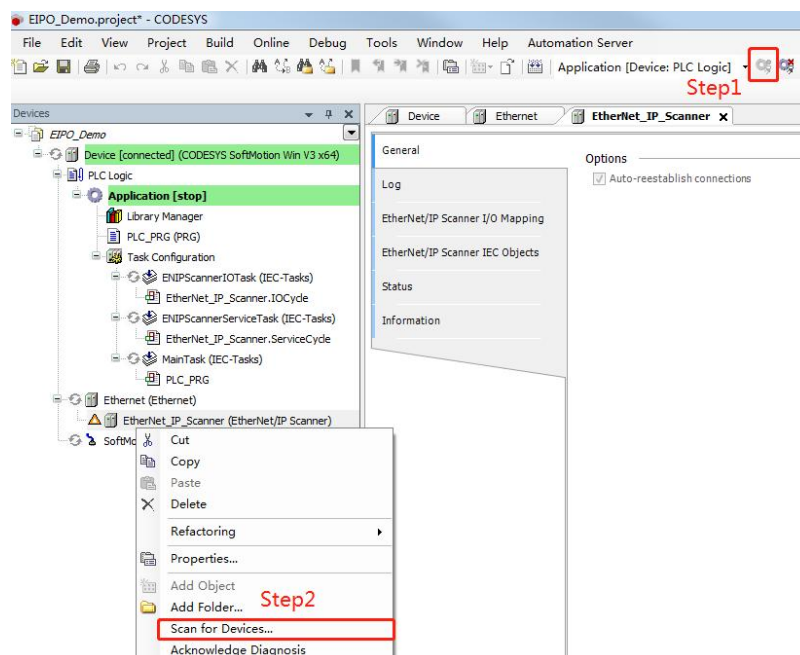 EIPO_Demo.project* - CODESYS
File Edit View Project Build Online Debug Tools Window Help Automation Server
Application [Device: PLC Logic]
Step1
Devices
EIPO_Demo
Device [connected] (CODESYS SoftMotion Win V3 x64)
PLC Logic
Application [stop]
Library Manager
PLC_PRG (PRG)
Task Configuration
ENIPScannerIOTask (IEC-Tasks)
EtherNet_IP_Scanner.IOCycle
ENIPScannerServiceTask (IEC-Tasks)
EtherNet_IP_Scanner.ServiceCycle
MainTask (IEC-Tasks)
PLC_PRG
Ethernet (Ethernet)
EtherNet_IP_Scanner (EtherNet/IP Scanner)
SoftMo
Cut
Copy
Paste
Delete
Refactoring
Properties...
Add Object
Add Folder...
Step2
Scan for Devices...
Acknowledge Diagnosis
Device Ethernet EtherNet_IP_Scanner
General
Log
EtherNet/IP Scanner I/O Mapping
EtherNet/IP Scanner IEC Objects
Status
Information
Options
Auto-reestablish connections